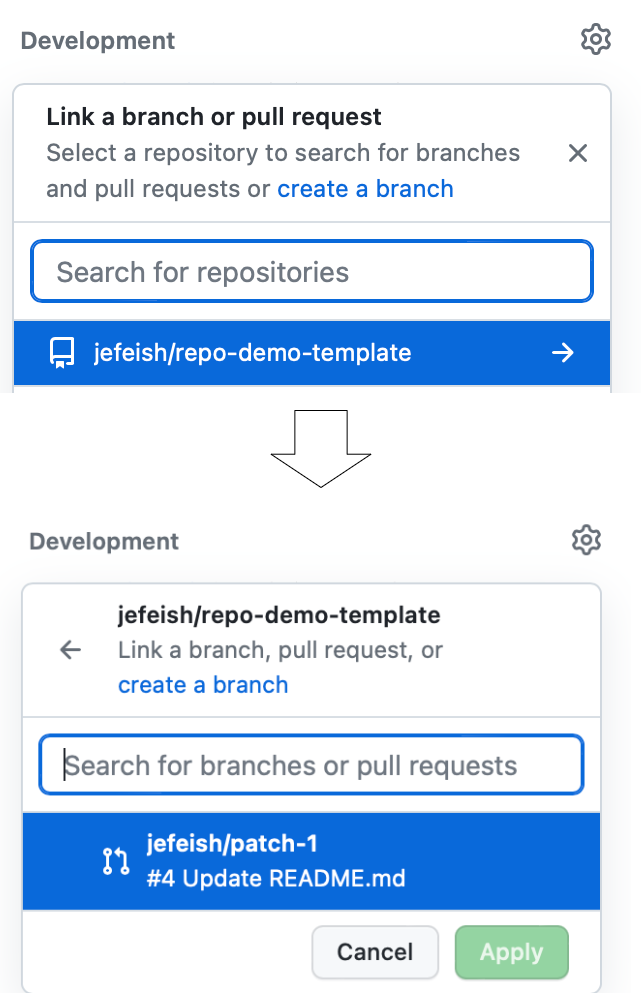 Development
Link a branch or pull request
Select a repository to search for branches
and pull requests or create a branch
Search for repositories
jefeish/repo-demo-template
Development
jefeish/repo-demo-template
Link a branch, pull request, or
create a branch
Search for branches or pull requests
jefeish/patch-1
#4 Update README.md
Cancel
Apply